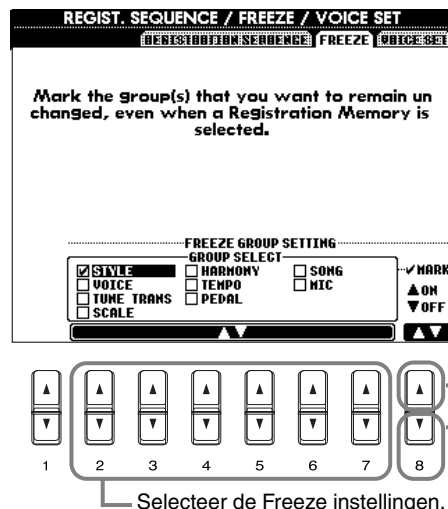 REGIST. SEQUENCE / FREEZE / VOICE SET
REGISTRATION SEQUENCE FREEZE VOICE SET
Mark the group(s) that you want to remain un
changed, even when a Registration Memory is
selected.
FREEZE GROUP SETTING
GROUP SELECT
STYLE HARMONY SONG
VOICE TEMPO MIC
TUNE TRANS PEDAL
SCALE
MARK
ON
OFF
1 2 3 4 5 6 7 8
Selecteer de Freeze instellingen.